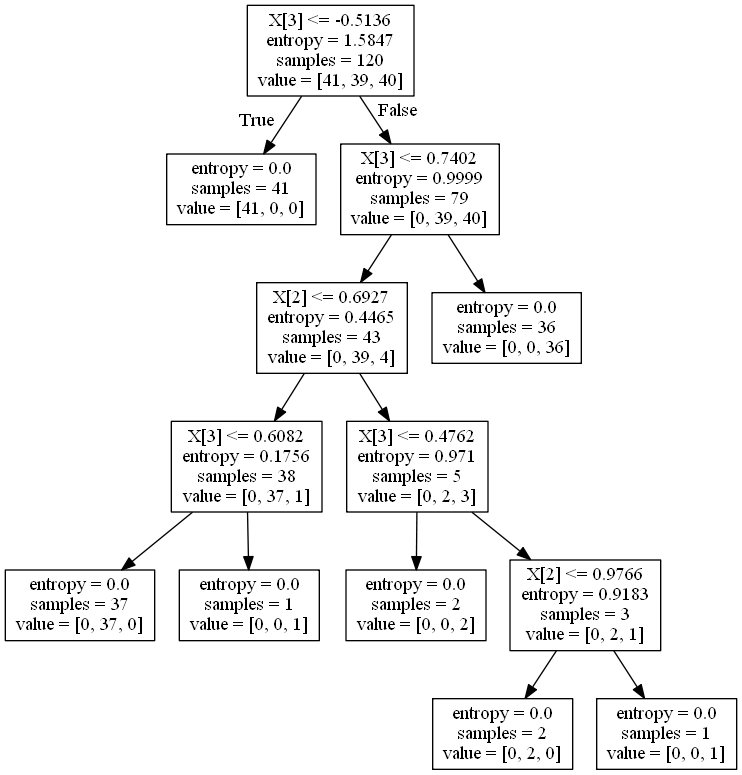 X[3] <= -0.5136
entropy = 1.5847
samples = 120
value = [41, 39, 40]
True
False
entropy = 0.0
samples = 41
value = [41, 0, 0]
X[3] <= 0.7402
entropy = 0.9999
samples = 79
value = [0, 39, 40]
X[2] <= 0.6927
entropy = 0.4465
samples = 43
value = [0, 39, 4]
entropy = 0.0
samples = 36
value = [0, 0, 36]
X[3] <= 0.6082
entropy = 0.1756
samples = 38
value = [0, 37, 1]
X[3] <= 0.4762
entropy = 0.971
samples = 5
value = [0, 2, 3]
entropy = 0.0
samples = 37
value = [0, 37, 0]
entropy = 0.0
samples = 1
value = [0, 0, 1]
entropy = 0.0
samples = 2
value = [0, 0, 2]
X[2] <= 0.9766
entropy = 0.9183
samples = 3
value = [0, 2, 1]
entropy = 0.0
samples = 2
value = [0, 2, 0]
entropy = 0.0
samples = 1
value = [0, 0, 1]